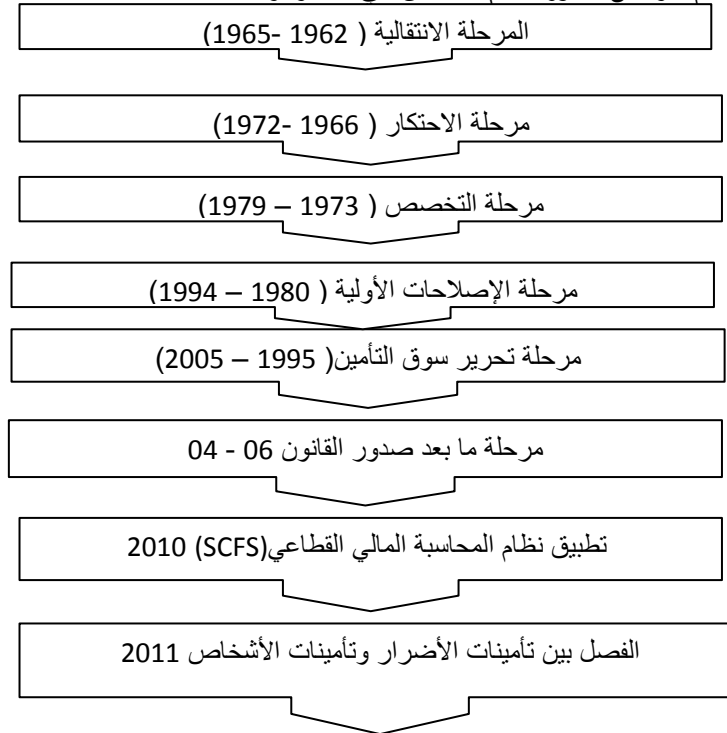 المرحلة الانتقالية ( 1962 -1965)
مرحلة الاحتكار ( 1966 -1972)
مرحلة التخصص ( 1973 – 1979)
مرحلة الإصلاحات الأولية ( 1980 – 1994)
مرحلة تحرير سوق التأمين( 1995 – 2005)
مرحلة ما بعد صدور القانون 06 - 04
تطبيق نظام المحاسبة المالي القطاعي(SCFS) 2010
الفصل بين تأمينات الأضرار وتأمينات الأشخاص 2011